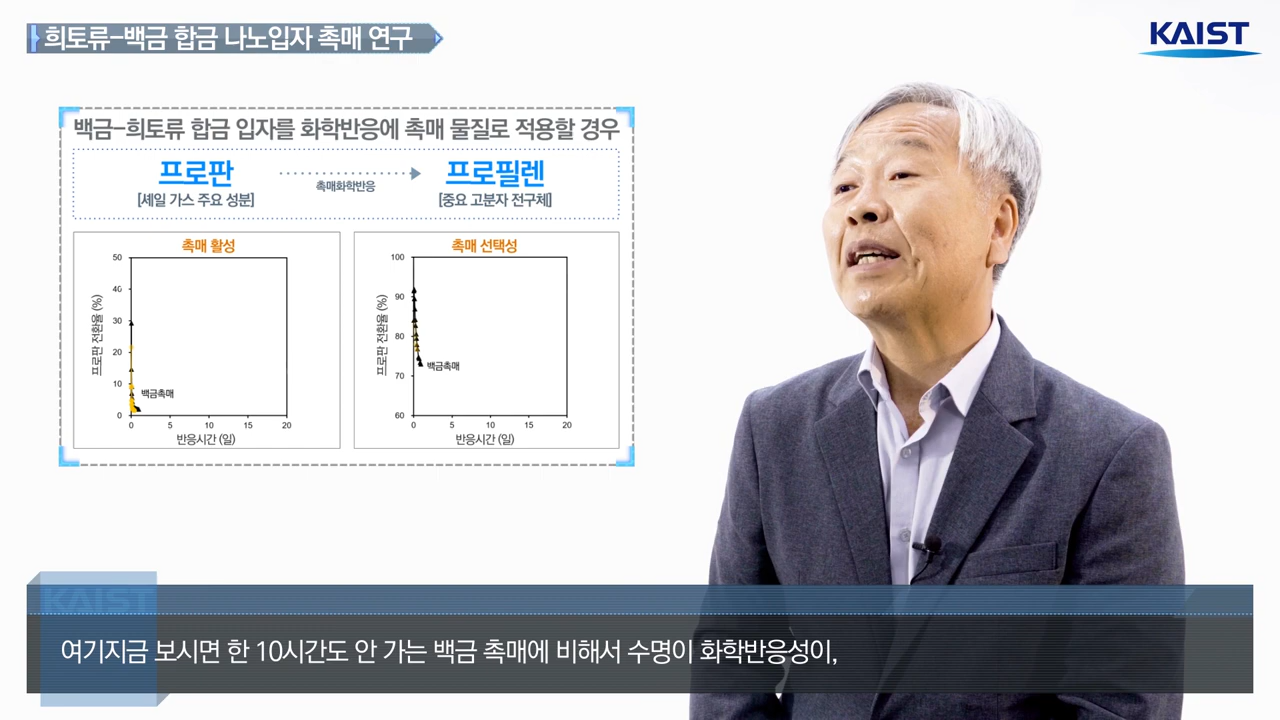 희토류-백금 합금 나노입자 촉매 연구
KAIST
백금-희토류 합금 입자를 화학반응에 촉매 물질로 적용할 경우
프로판
[셰일 가스 주요 성분]
촉매화학반응
프로필렌
[중요 고분자 전구체]
촉매 활성
프로판 전환율 (%)
50
40
30
20
10
0
백금촉매
0 5 10 15 20
반응시간 (일)
촉매 선택성
프로판 전환율 (%)
100
90
80
70
60
백금촉매
0 5 10 15 20
반응시간 (일)
KAIST
여기지금 보시면 한 10시간도 안 가는 백금 촉매에 비해서 수명이 화학반응성이,